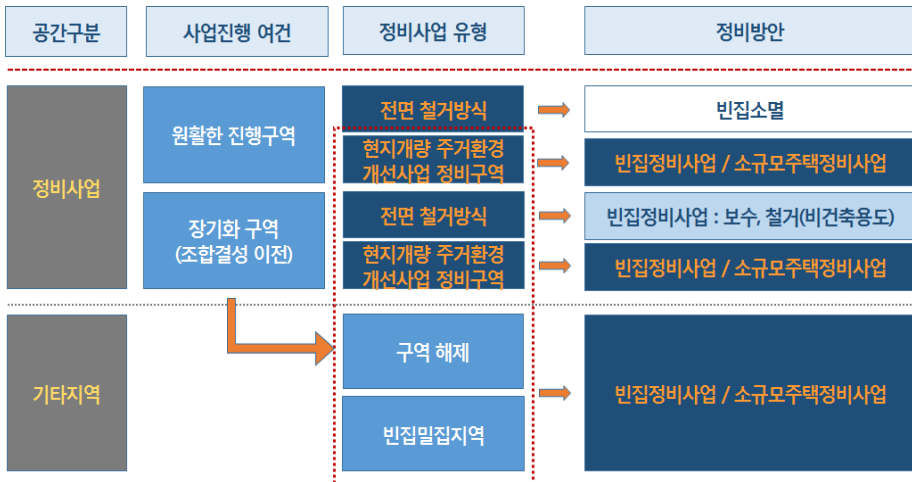 공간구분
사업진행 여건
정비사업 유형
정비방안
정비사업
원활한 진행구역
전면 철거방식
빈집소멸
현지개량 주거환경
개선사업 정비구역
빈집정비사업 / 소규모주택정비사업
장기화 구역
(조합결성 이전)
전면 철거방식
빈집정비사업 : 보수, 철거(비건축용도)
현지개량 주거환경
개선사업 정비구역
빈집정비사업 / 소규모주택정비사업
기타지역
구역 해제
빈집밀집지역
빈집정비사업 / 소규모주택정비사업